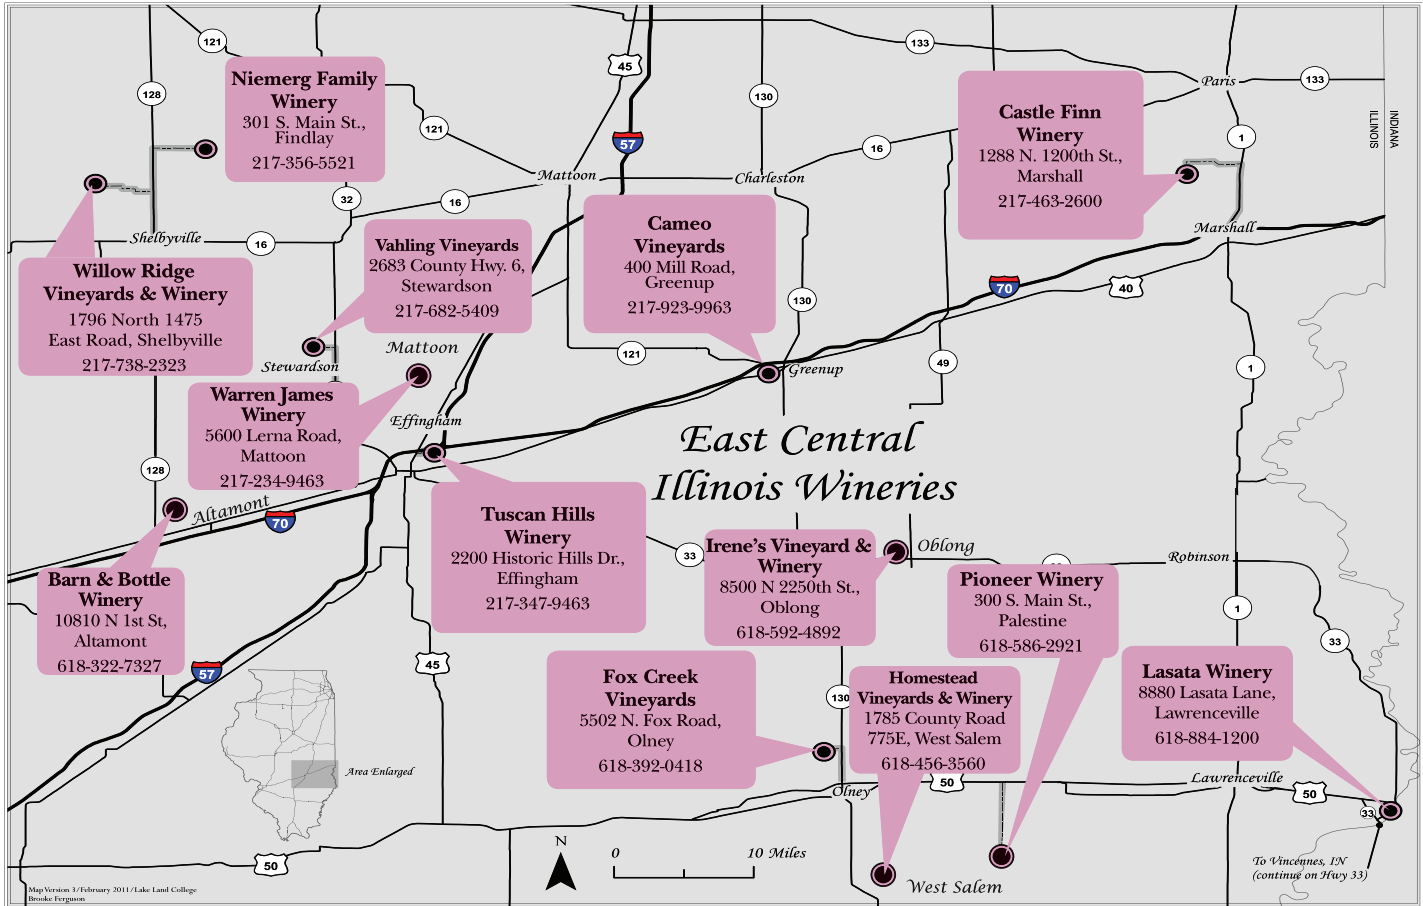 121
128
Niemerg Family
Winery
301 S. Main St.,
Findlay
217-356-5521
121
45
57
133
130
133
Paris
INDIANA
ILLINOIS
1
Castle Finn
Winery
1288 N. 1200th St.,
Marshall
217-463-2600
16
Mattoon
Charleston
32
16
Shelbyville
16
Marshall
Willow Ridge
Vineyards & Winery
1796 North 1475
East Road, Shelbyville
217-738-2323
Vahling Vineyards
2683 County Hwy. 6,
Stewardson
217-682-5409
Cameo
Vineyards
400 Mill Road,
Greenup
217-923-9963
130
70
40
Mattoon
121
Stewardson
Greenup
49
1
Warren James
Winery
5600 Lerna Road,
Mattoon
217-234-9463
Effingham
East Central
Illinois Wineries
128
Altamont
70
Tuscan Hills
Winery
2200 Historic Hills Dr.,
Effingham
217-347-9463
33
Irene's Vineyard &
Winery
8500 N 2250th St.,
Oblong
618-592-4892
Oblong
Robinson
Barn & Bottle
Winery
10810 N 1st St,
Altamont
618-322-7327
Pioneer Winery
300 S. Main St.,
Palestine
618-586-2921
1
33
57
45
Fox Creek
Vineyards
5502 N. Fox Road,
Olney
618-392-0418
130
Homestead
Vineyards & Winery
1785 County Road
775E, West Salem
618-456-3560
Lasata Winery
8880 Lasata Lane,
Lawrenceville
618-884-1200
Area Enlarged
Olney
50
Lawrenceville
50
33
50
N
0
10 Miles
West Salem
To Vincennes, IN
(continue on Hwy 33)
Map Version 3/February 2011/Lake Land College
Brooke Ferguson